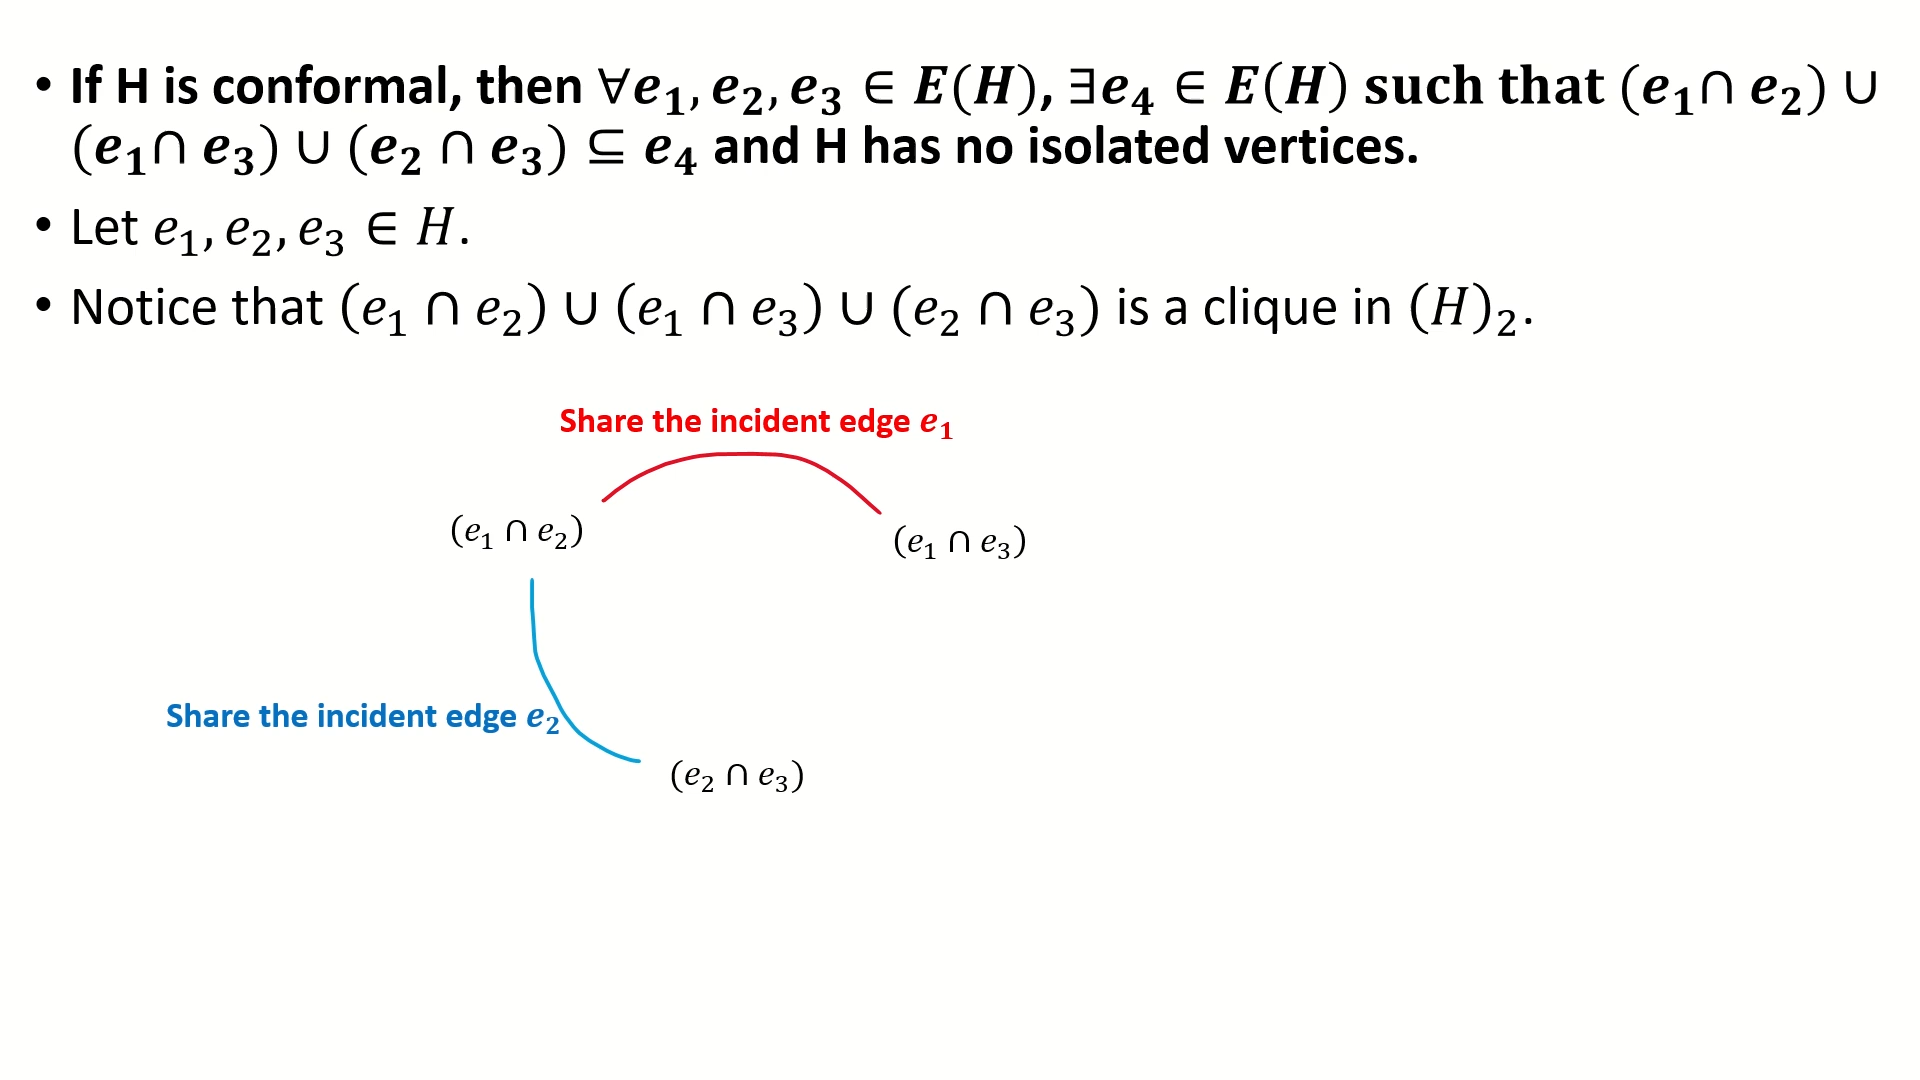 • If H is conformal, then ∀e₁, e₂, e₃ ∈ E(H), ∃e₄ ∈ E(H) such that (e₁∩ e₂) ∪
(e₁∩ e₃) ∪ (e₂ ∩ e₃) ⊆ e₄ and H has no isolated vertices.
• Let e₁, e₂, e₃ ∈ H.
• Notice that (e₁ ∩ e₂) ∪ (e₁ ∩ e₃) ∪ (e₂ ∩ e₃) is a clique in (H)₂.
Share the incident edge e₁
(e₁ ∩ e₂)
(e₁ ∩ e₃)
Share the incident edge e₂
(e₂ ∩ e₃)